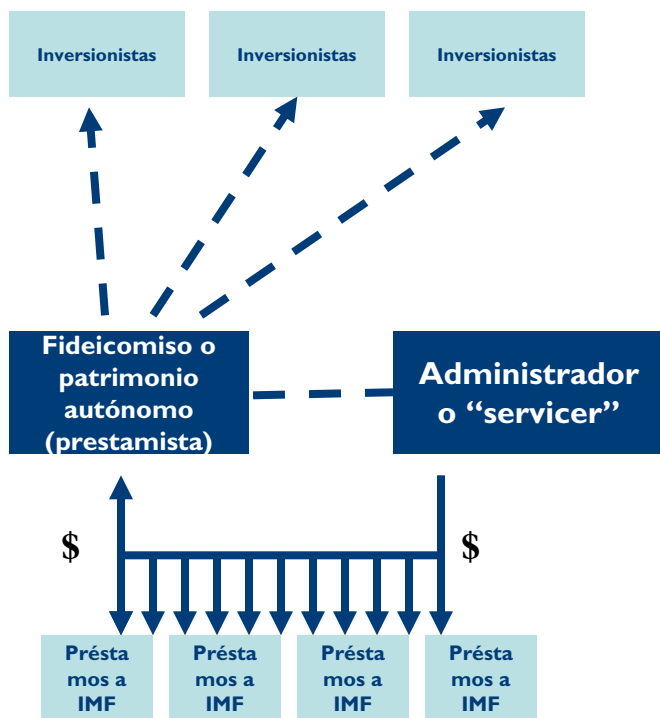 Inversionistas
Inversionistas
Inversionistas
Fideicomiso o
patrimonio
autónomo
(prestamista)
Administrador
o “servicer”
$
$
Présta
mos a
IMF
Présta
mos a
IMF
Présta
mos a
IMF
Présta
mos a
IMF